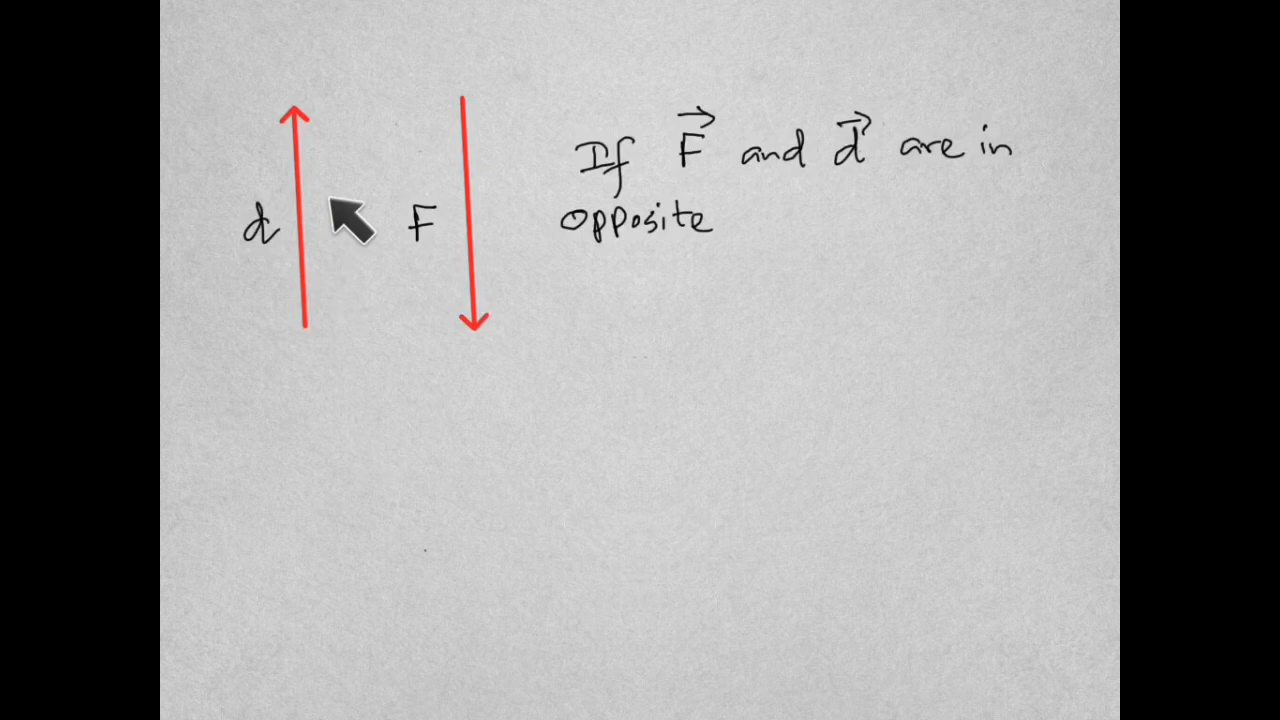 d
F
If F⃗ and d⃗ are in
opposite